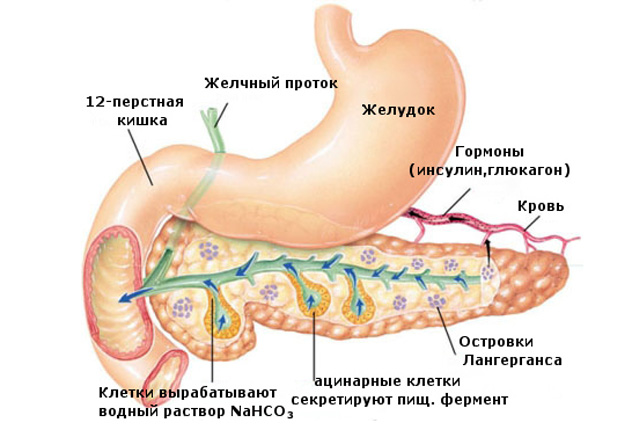 Желчный проток
12-перстная
кишка
Желудок
Гормоны
(инсулин,глюкагон)
Кровь
Островки
Лангерганса
Клетки вырабатывают
водный раствор NaHCO₃
ацинарные клетки
секретируют пищ. фермент